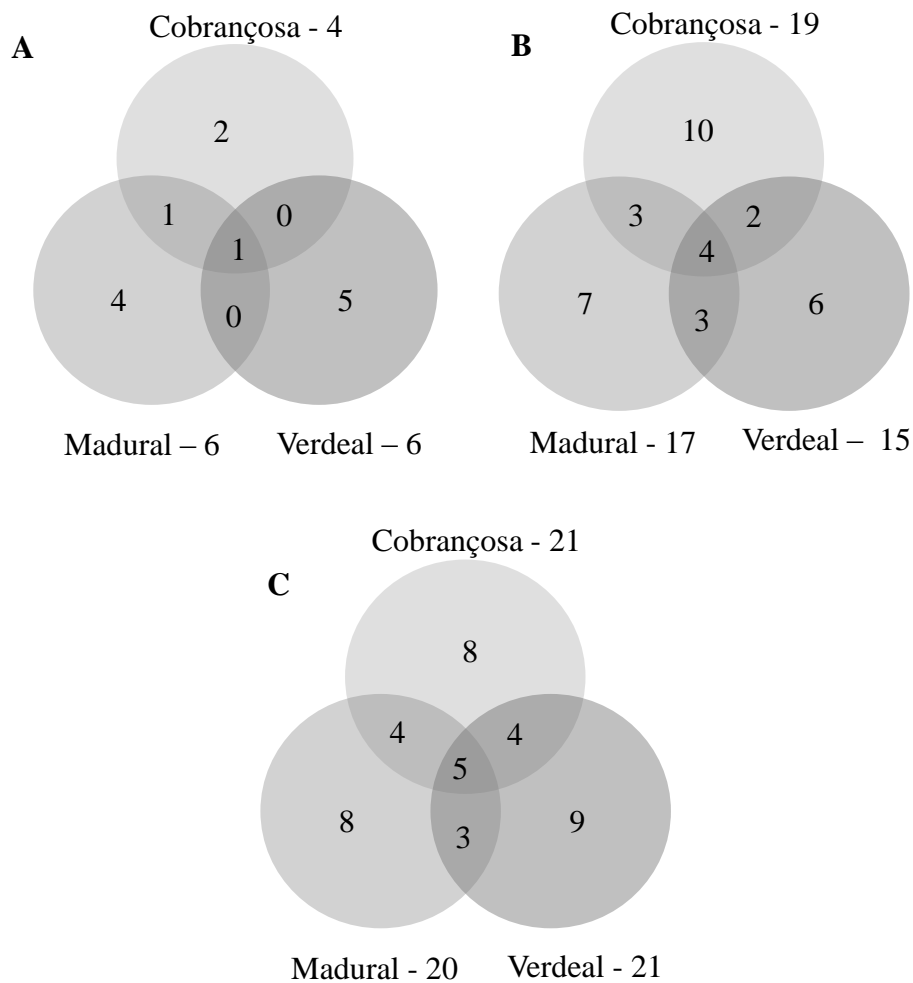 Cobrançosa - 4
A
2
1
0
1
4
0
5
Madural – 6
Verdeal – 6
Cobrançosa - 19
B
10
3
2
4
7
3
6
Madural - 17
Verdeal – 15
Cobrançosa - 21
C
8
4
4
5
8
3
9
Madural - 20
Verdeal - 21